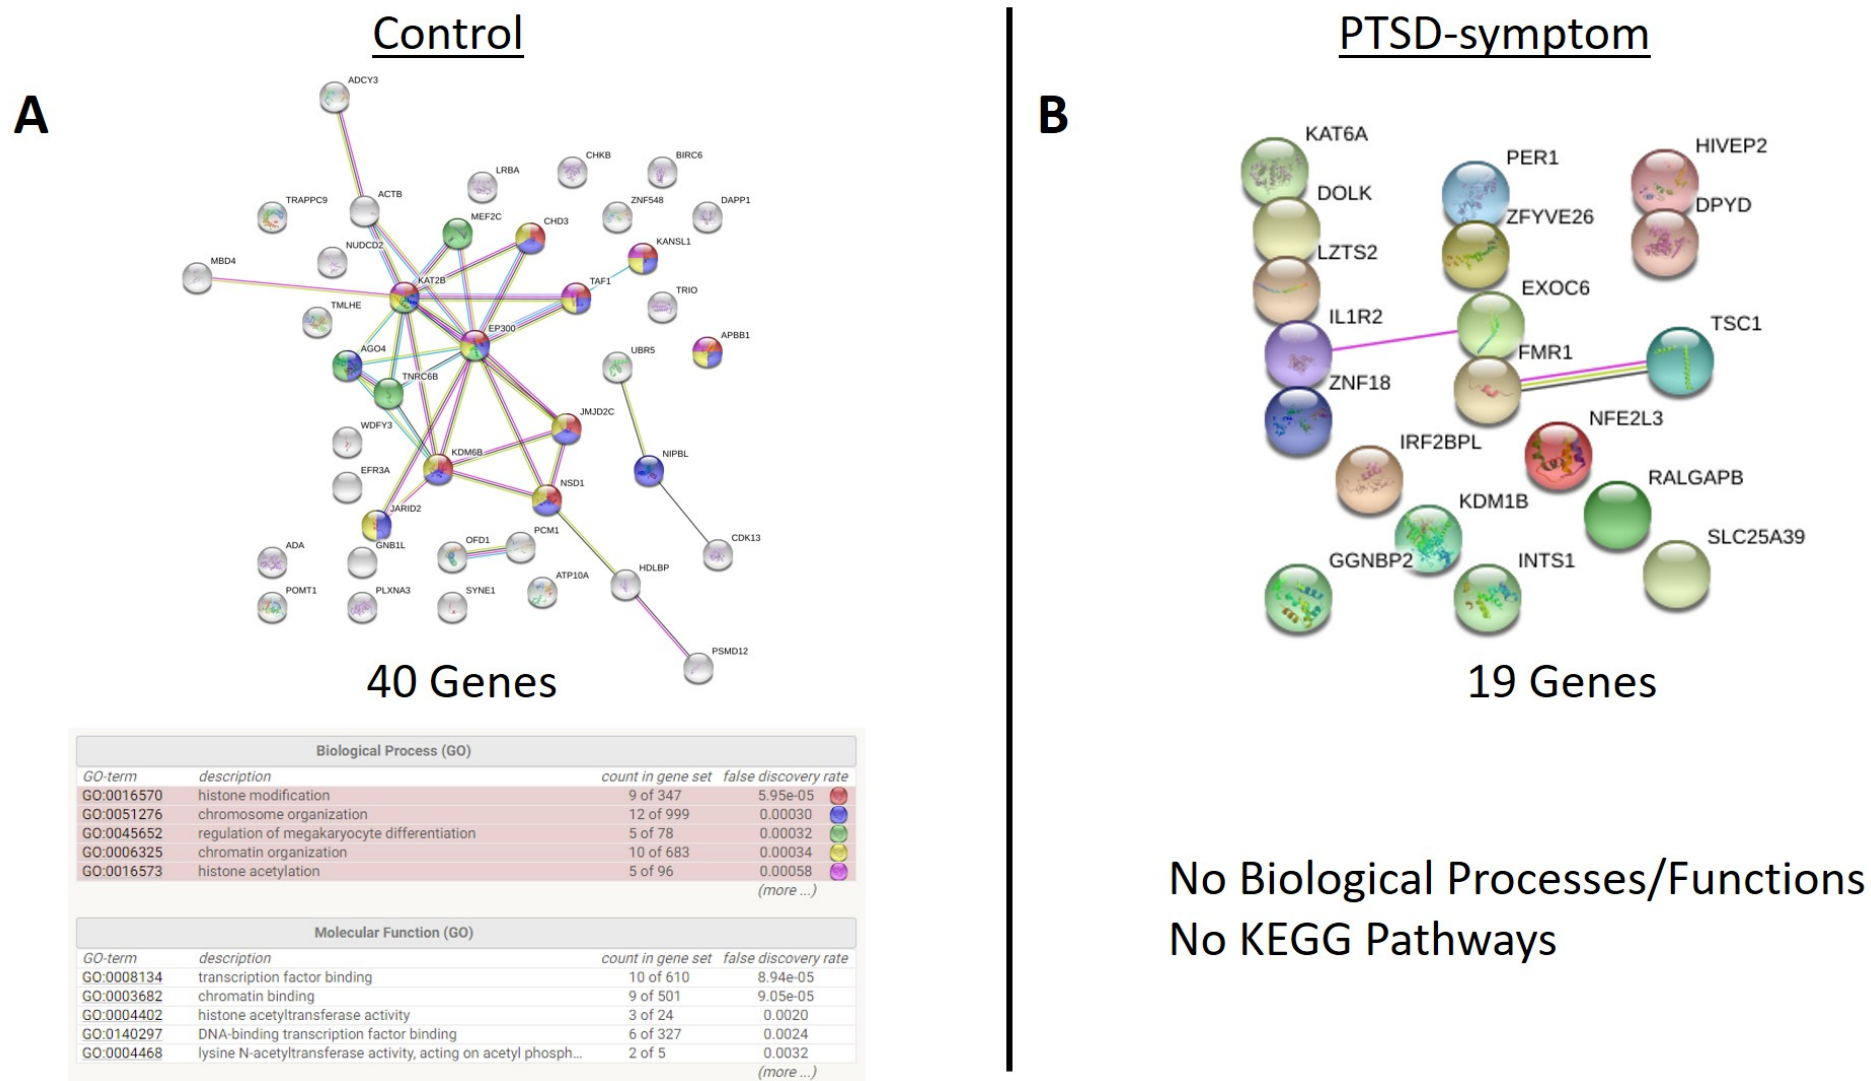 Control
PTSD-symptom
A
B
ADCY3
CHKB
BIRC6
LRBA
TRAPPC9
ACTB
ZNF548
DAPP1
MEF2C
CHD3
KANSL1
NUDCD2
MBD4
KAT2B
TAF1
TRIO
TMLHE
EP300
APBB1
AGO4
UBR5
TNRC6B
JMJD2C
WDFY3
KDM6B
NIPBL
EFR3A
NSD1
JARID2
PCM1
CDK13
ADA
GNB1L
OFD1
HDLBP
ATP10A
POMT1
PLXNA3
SYNE1
PSMD12
40 Genes
KAT6A
PER1
HIVEP2
DOLK
ZFYVE26
DPYD
LZTS2
EXOC6
IL1R2
TSC1
FMR1
ZNF18
NFE2L3
IRF2BPL
RALGAPB
KDM1B
SLC25A39
GGNBP2
INTS1
19 Genes
Biological Process (GO)
GO-term description count in gene set false discovery rate
GO:0016570 histone modification 9 of 347 5.95e-05
GO:0051276 chromosome organization 12 of 999 0.00030
GO:0045652 regulation of megakaryocyte differentiation 5 of 78 0.00032
GO:0006325 chromatin organization 10 of 683 0.00034
GO:0016573 histone acetylation 5 of 96 0.00058
(more ...)
Molecular Function (GO)
GO-term description count in gene set false discovery rate
GO:0008134 transcription factor binding 10 of 610 8.94e-05
GO:0003682 chromatin binding 9 of 501 9.05e-05
GO:0004402 histone acetyltransferase activity 3 of 24 0.0020
GO:0140297 DNA-binding transcription factor binding 6 of 327 0.0024
GO:0004468 lysine N-acetyltransferase activity, acting on acetyl phosph... 2 of 5 0.0032
(more ...)
No Biological Processes/Functions
No KEGG Pathways